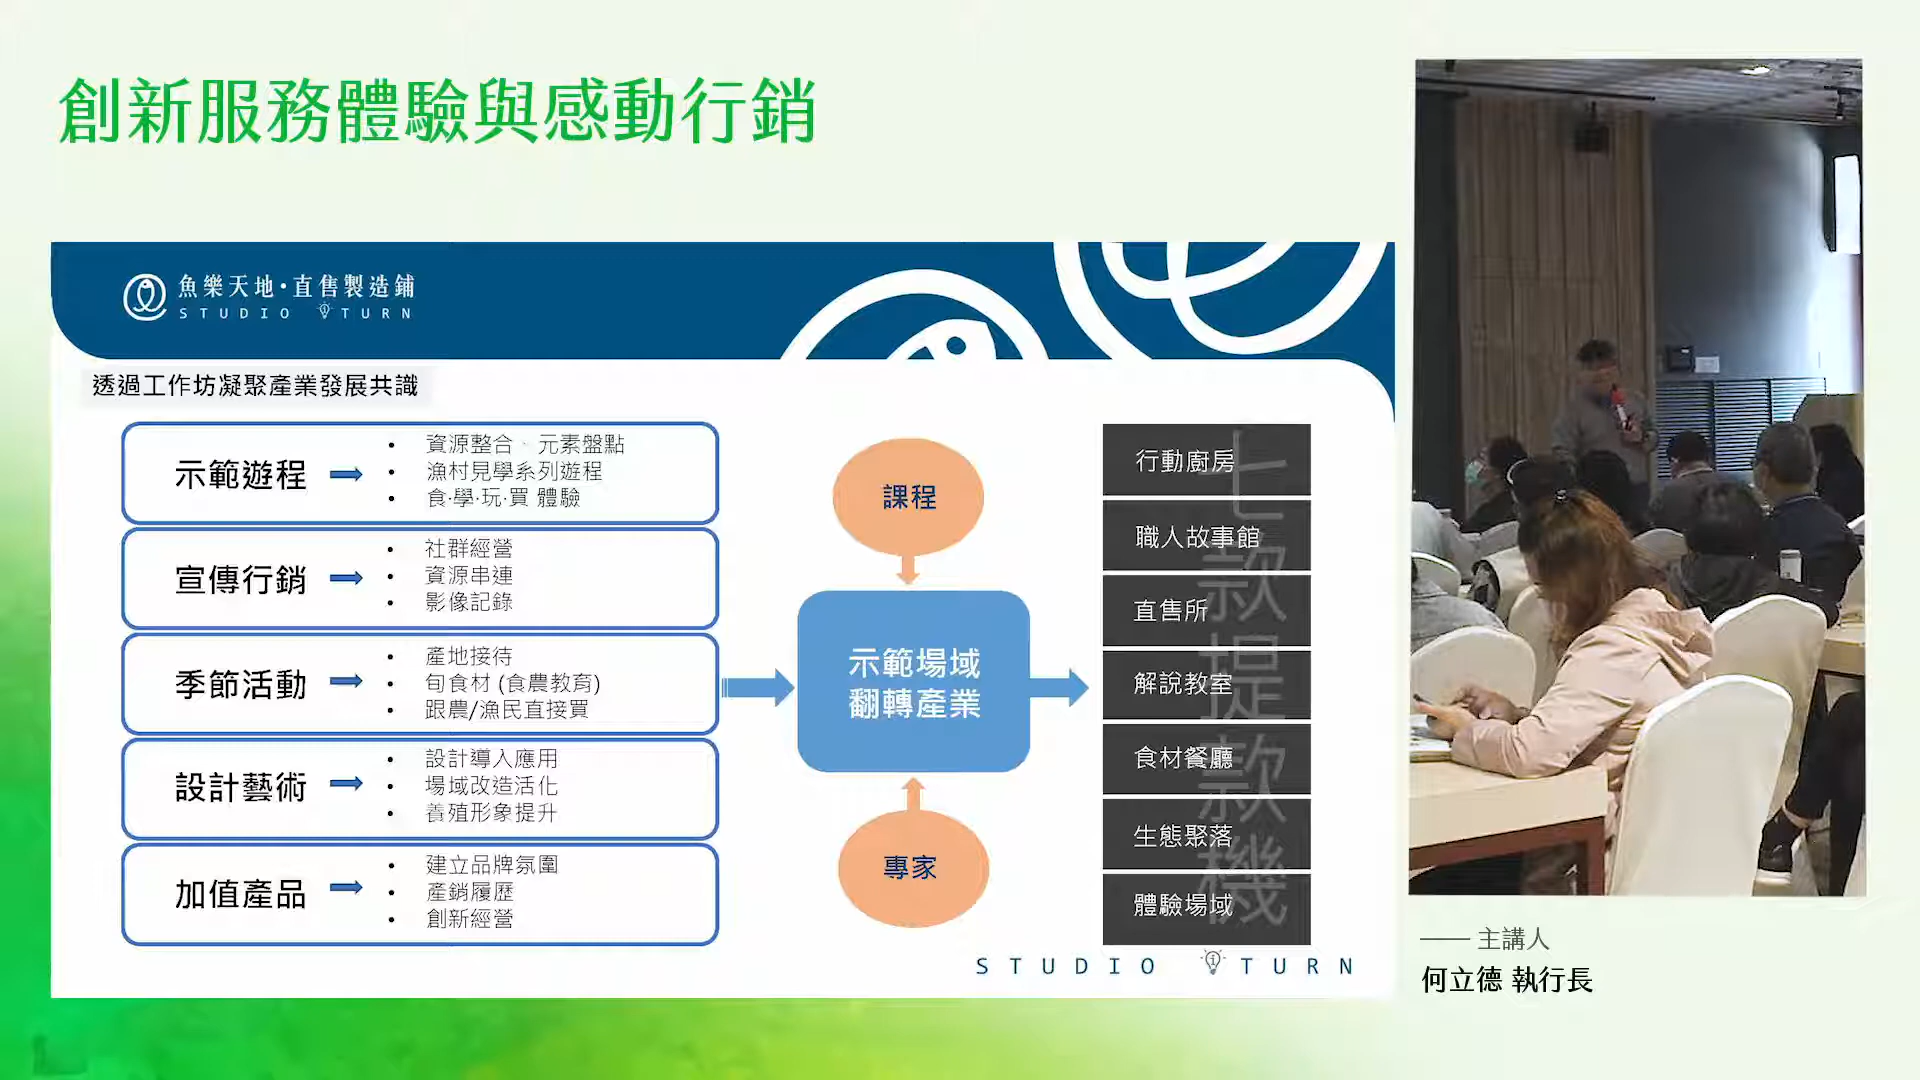 創新服務體驗與感動行銷
魚樂天地·直售製造鋪
STUDIO iTURN
透過工作坊凝聚產業發展共識
示範遊程
• 資源整合、元素盤點
• 漁村見學系列遊程
• 食·學·玩·買 體驗
宣傳行銷
• 社群經營
• 資源串連
• 影像記錄
季節活動
• 產地接待
• 旬食材 (食農教育)
• 跟農/漁民直接買
設計藝術
• 設計導入應用
• 場域改造活化
• 養殖形象提升
加值產品
• 建立品牌氛圍
• 產銷履歷
• 創新經營
課程
示範場域
翻轉產業
專家
七款提款機
行動廚房
職人故事館
直售所
解說教室
食材餐廳
生態聚落
體驗場域
STUDIO iTURN
主講人
何立德 執行長